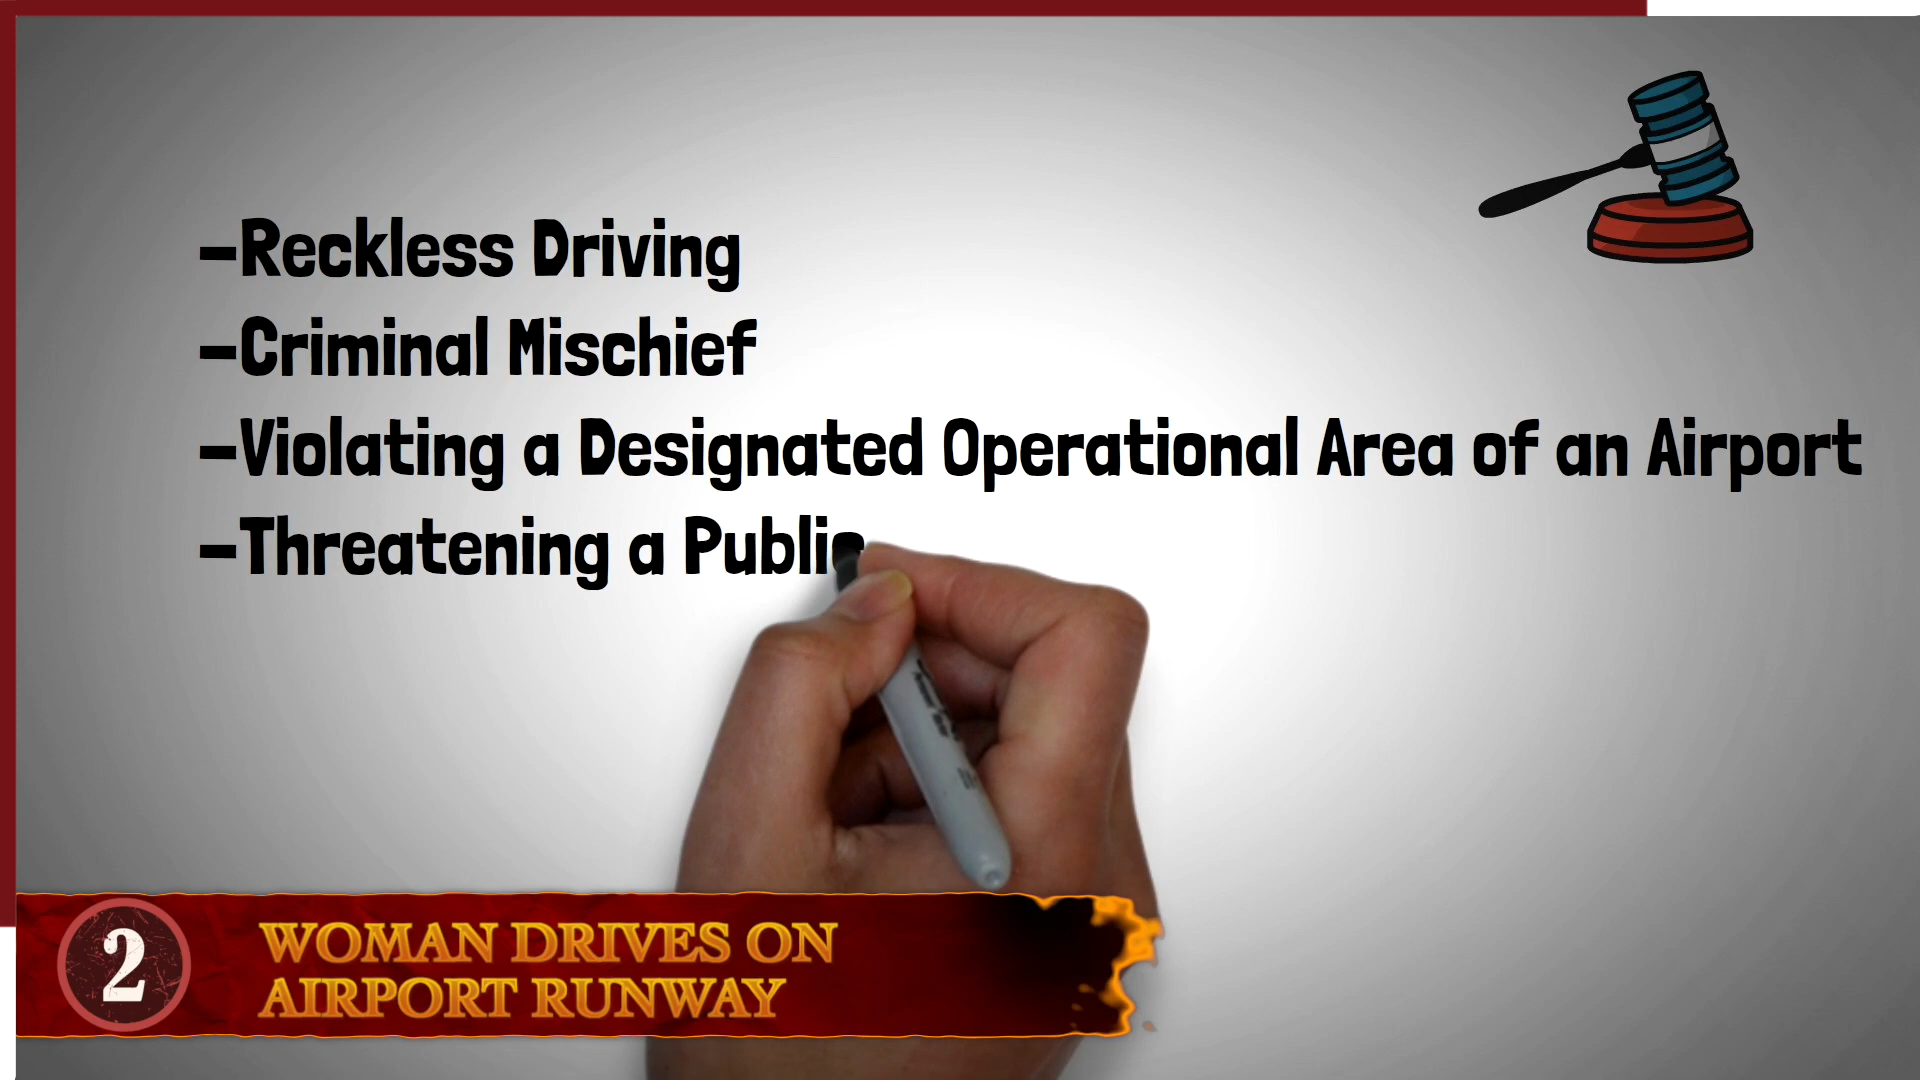 -Reckless Driving
-Criminal Mischief
-Violating a Designated Operational Area of an Airport
-Threatening a Public
2
WOMAN DRIVES ON
AIRPORT RUNWAY